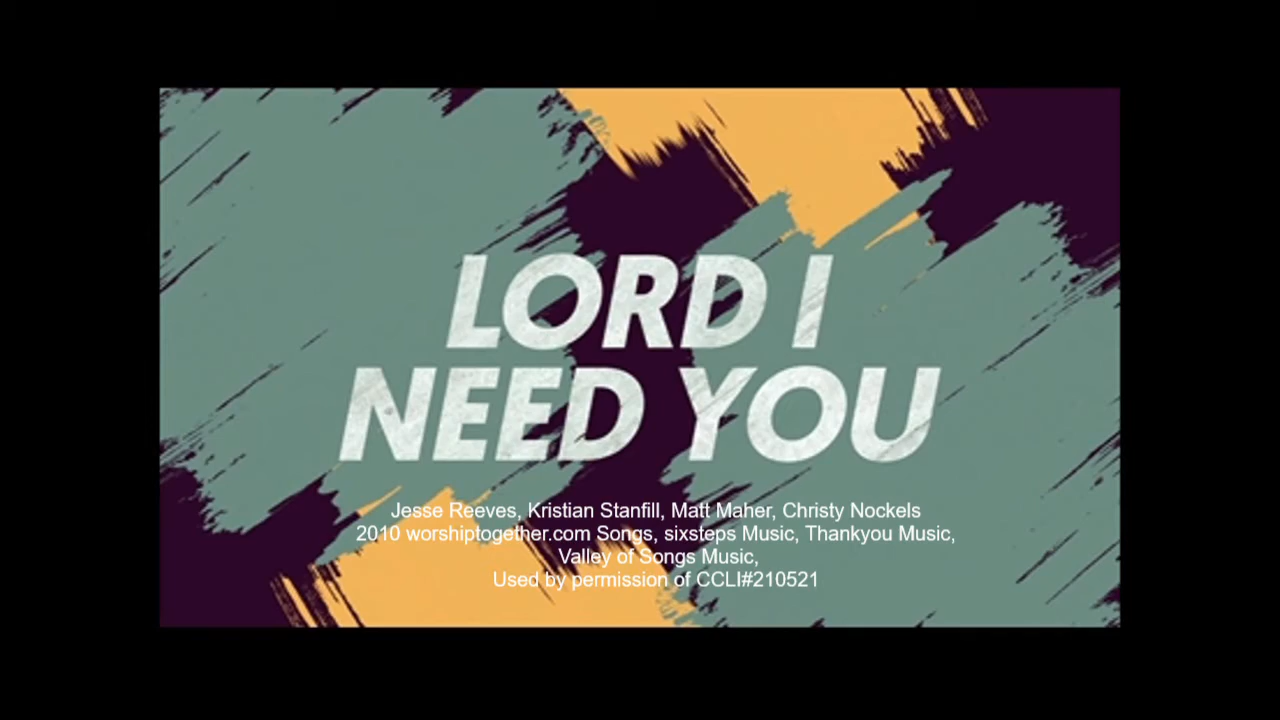 LORD I
NEED YOU
Jesse Reeves, Kristian Stanfill, Matt Maher, Christy Nockels
2010 worshiptogether.com Songs, sixsteps Music, Thankyou Music,
Valley of Songs Music,
Used by permission of CCLI#210521